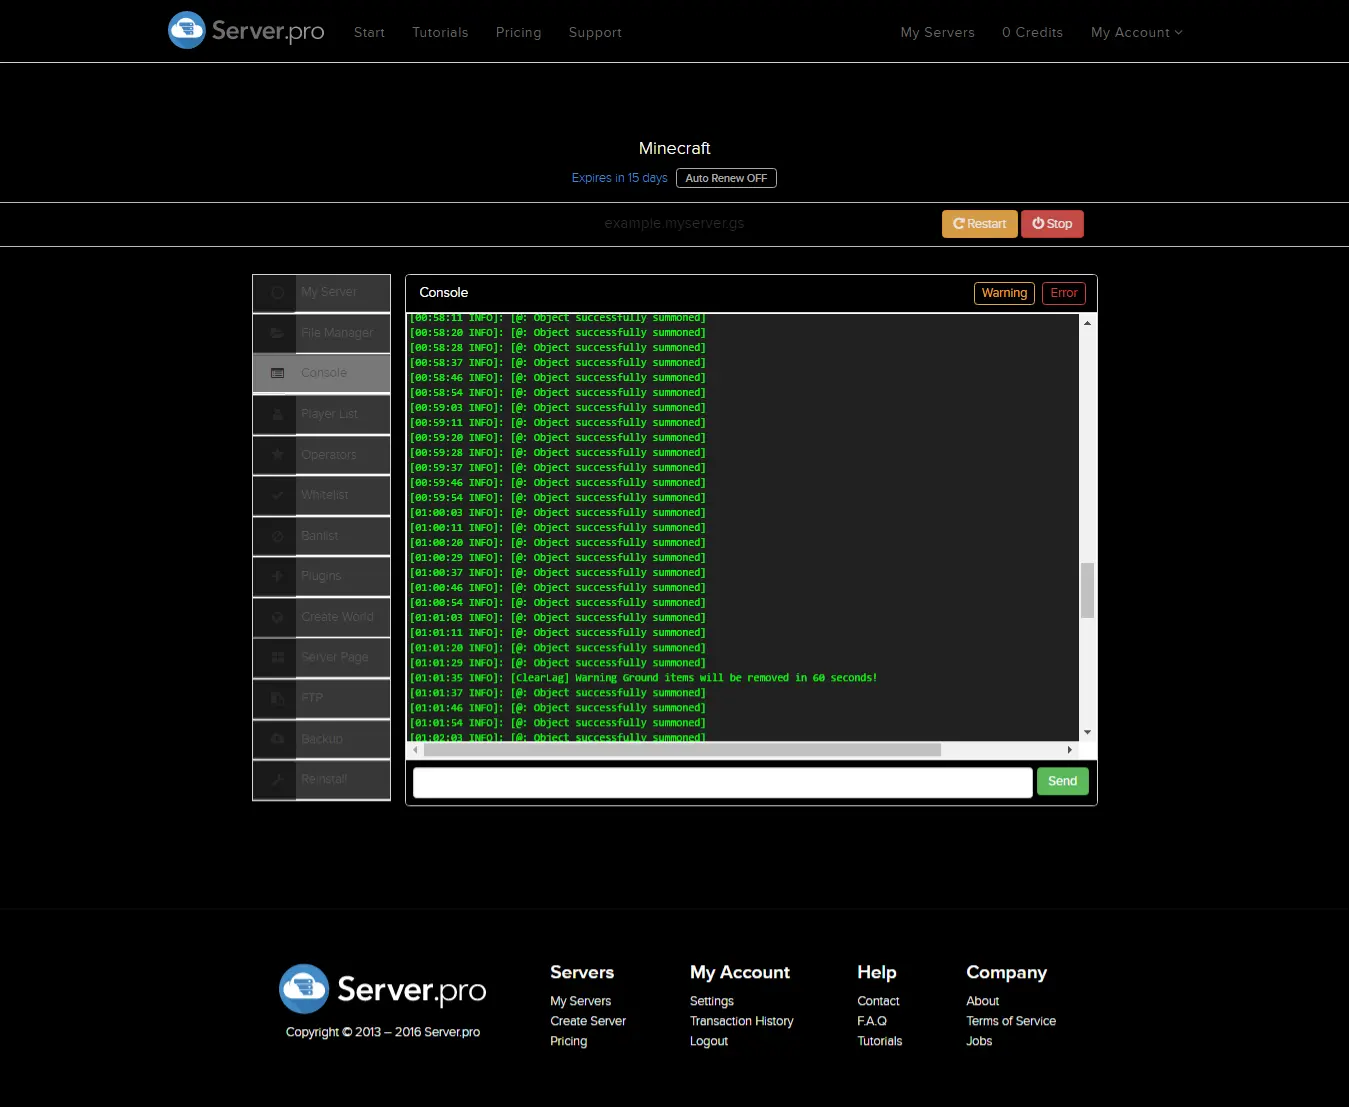 Server.pro Start Tutorials Pricing Support My Servers 0 Credits My Account
Minecraft
Expires in 15 days Auto Renew OFF
example.myserver.gs Restart Stop
My Server
File Manager
Console
Player List
Operators
Whitelist
Banlist
Plugins
Create World
Server Page
FTP
Backup
Reinstall
Console Warning Error
[00:58:11 INFO]: [@: Object successfully summoned]
[00:58:20 INFO]: [@: Object successfully summoned]
[00:58:28 INFO]: [@: Object successfully summoned]
[00:58:37 INFO]: [@: Object successfully summoned]
[00:58:46 INFO]: [@: Object successfully summoned]
[00:58:54 INFO]: [@: Object successfully summoned]
[00:59:03 INFO]: [@: Object successfully summoned]
[00:59:11 INFO]: [@: Object successfully summoned]
[00:59:20 INFO]: [@: Object successfully summoned]
[00:59:28 INFO]: [@: Object successfully summoned]
[00:59:37 INFO]: [@: Object successfully summoned]
[00:59:46 INFO]: [@: Object successfully summoned]
[00:59:54 INFO]: [@: Object successfully summoned]
[01:00:03 INFO]: [@: Object successfully summoned]
[01:00:11 INFO]: [@: Object successfully summoned]
[01:00:20 INFO]: [@: Object successfully summoned]
[01:00:29 INFO]: [@: Object successfully summoned]
[01:00:37 INFO]: [@: Object successfully summoned]
[01:00:46 INFO]: [@: Object successfully summoned]
[01:00:54 INFO]: [@: Object successfully summoned]
[01:01:03 INFO]: [@: Object successfully summoned]
[01:01:11 INFO]: [@: Object successfully summoned]
[01:01:20 INFO]: [@: Object successfully summoned]
[01:01:29 INFO]: [@: Object successfully summoned]
[01:01:35 INFO]: [ClearLag] Warning Ground items will be removed in 60 seconds!
[01:01:37 INFO]: [@: Object successfully summoned]
[01:01:46 INFO]: [@: Object successfully summoned]
[01:01:54 INFO]: [@: Object successfully summoned]
[01:02:03 INFO]: [@: Object successfully summoned]
Send
Server.pro
Copyright © 2013 – 2016 Server.pro
Servers
My Servers
Create Server
Pricing
My Account
Settings
Transaction History
Logout
Help
Contact
F.A.Q
Tutorials
Company
About
Terms of Service
Jobs